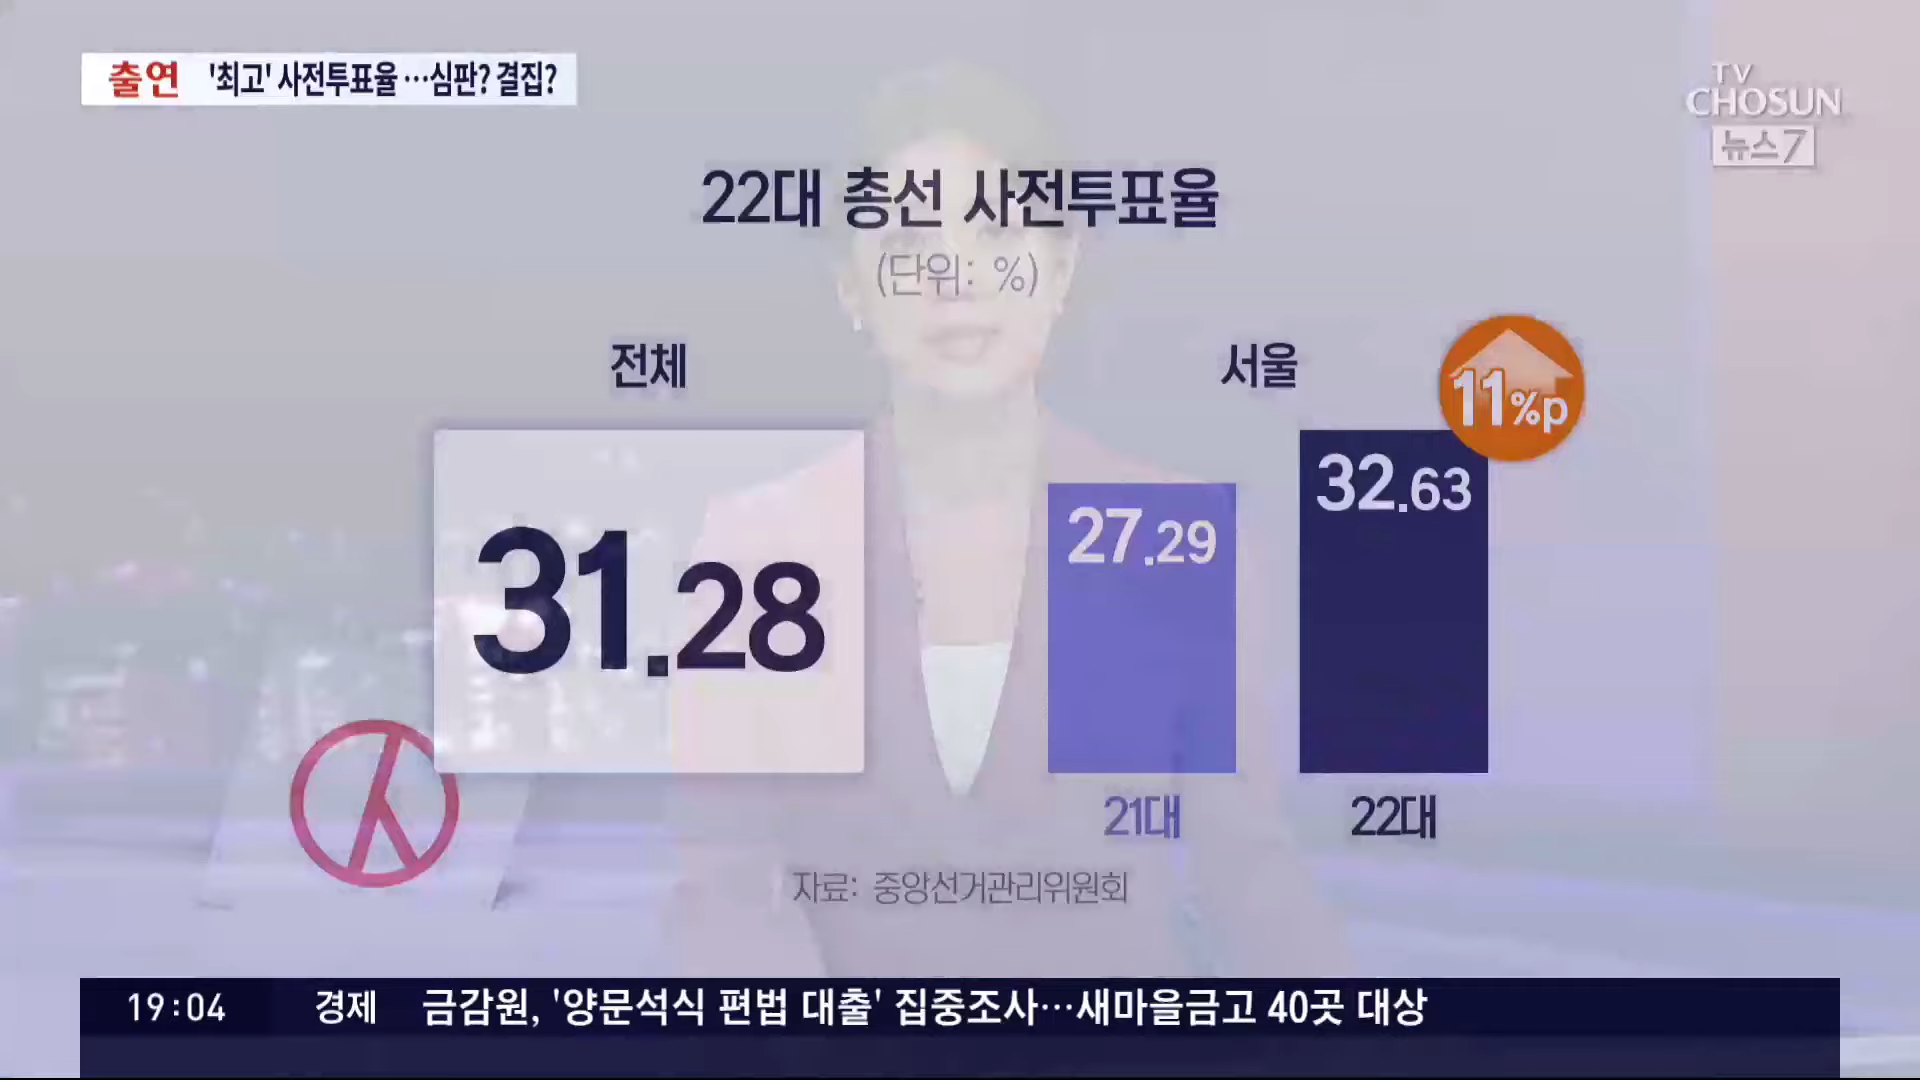 출연 '최고' 사전투표율…심판? 결집?
TV
CHOSUN
뉴스7
22대 총선 사전투표율
(단위: %)
전체
서울
11%p
31.28
27.29
32.63
21대
22대
자료: 중앙선거관리위원회
19:04 경제 금감원, '양문석식 편법 대출' 집중조사…새마을금고 40곳 대상